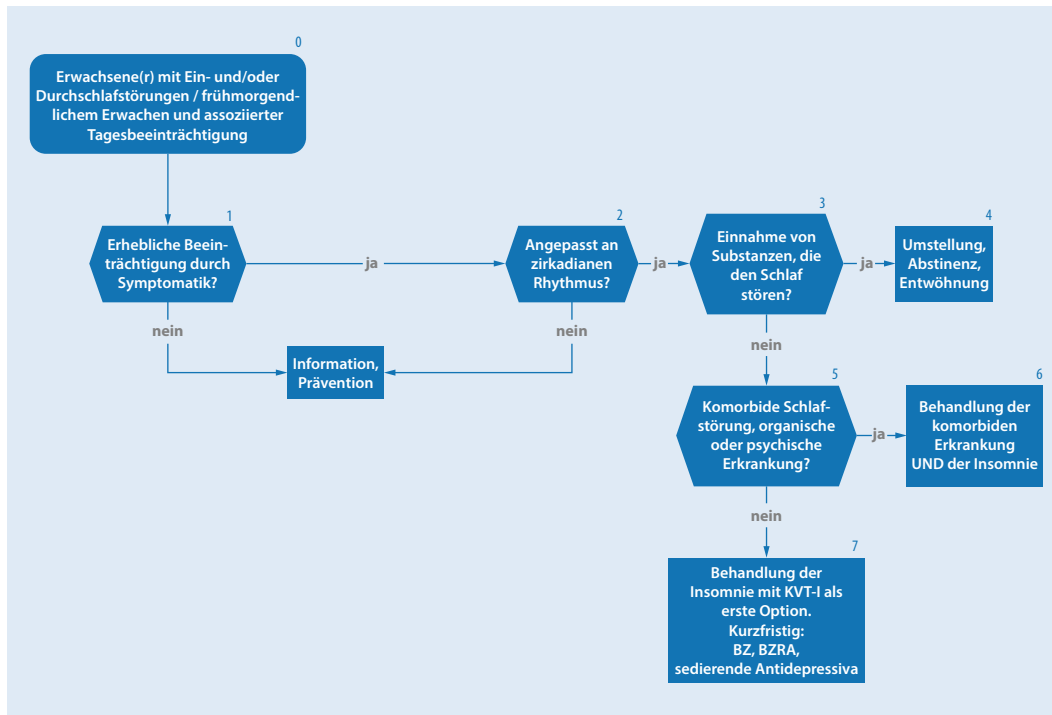 0
Erwachsene(r) mit Ein- und/oder
Durchschlafstörungen / frühmorgend-
lichem Erwachen und assoziierter
Tagesbeeinträchtigung
1
Erhebliche Beein-
trächtigung durch
Symptomatik?
ja
nein
2
Angepasst an
zirkadianen
Rhythmus?
ja
nein
Information,
Prävention
3
Einnahme von
Substanzen, die
den Schlaf
stören?
ja
nein
4
Umstellung,
Abstinenz,
Entwöhnung
5
Komorbide Schlaf-
störung, organische
oder psychische
Erkrankung?
ja
nein
6
Behandlung der
komorbiden
Erkrankung
UND der Insomnie
7
Behandlung der
Insomnie mit KVT-I als
erste Option.
Kurzfristig:
BZ, BZRA,
sedierende Antidepressiva